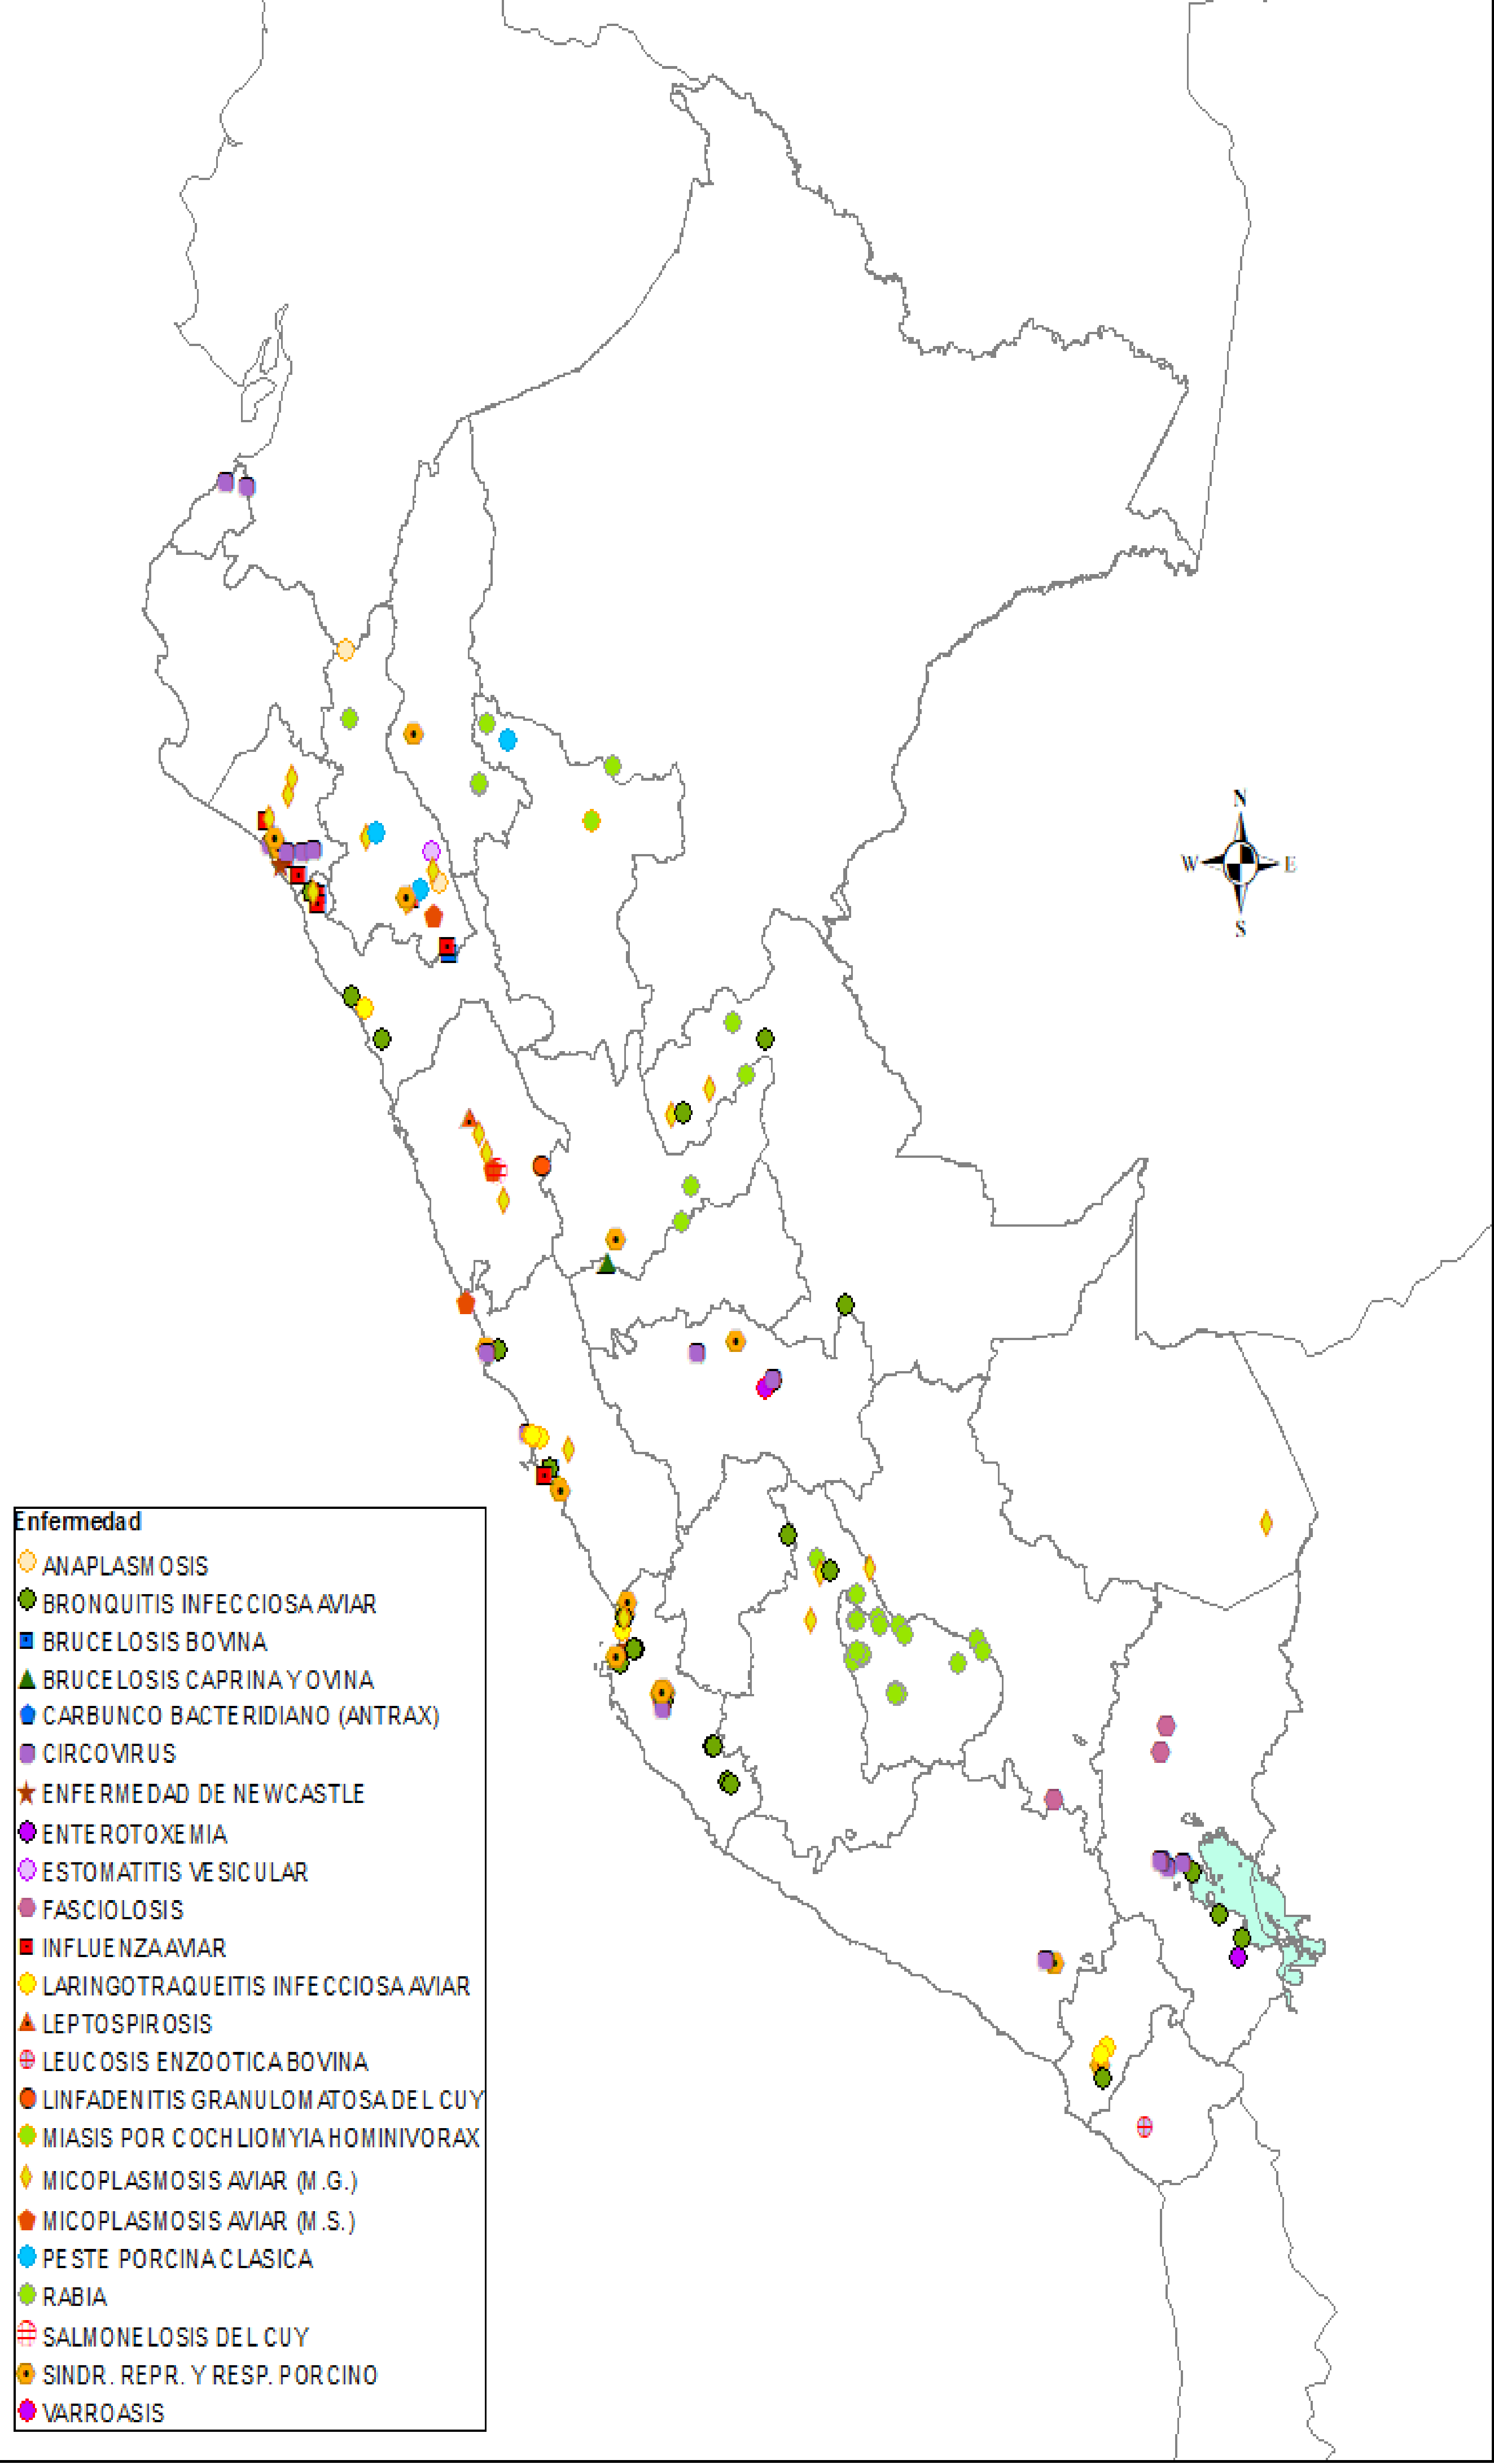 N
W E
S
Enfermedad
ANAPLASMOSIS
BRONQUITIS INFECCIOSA AVIAR
BRUCELOSIS BOVINA
BRUCELOSIS CAPRINA Y OVINA
CARBUNCO BACTERIDIANO (ANTRAX)
CIRCOVIRUS
ENFERMEDAD DE NEWCASTLE
ENTEROTOXEMIA
ESTOMATITIS VESICULAR
FASCIOLOSIS
INFLUENZA AVIAR
LARINGOTRAQUEITIS INFECCIOSA AVIAR
LEPTOSPIROSIS
LEUCOSIS ENZOOTICA BOVINA
LINFADENITIS GRANULOMATOSA DEL CUY
MIASIS POR COCHLIOMYIA HOMINIVORAX
MICOPLASMOSIS AVIAR (M.G.)
MICOPLASMOSIS AVIAR (M.S.)
PESTE PORCINA CLASICA
RABIA
SALMONELOSIS DEL CUY
SINDR. REPR. Y RESP. PORCINO
VARROASIS